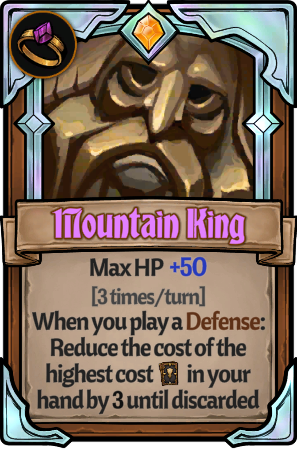 Mountain King
Max HP +50
[3 times/turn]
When you play a Defense:
Reduce the cost of the
highest cost in your
hand by 3 until discarded